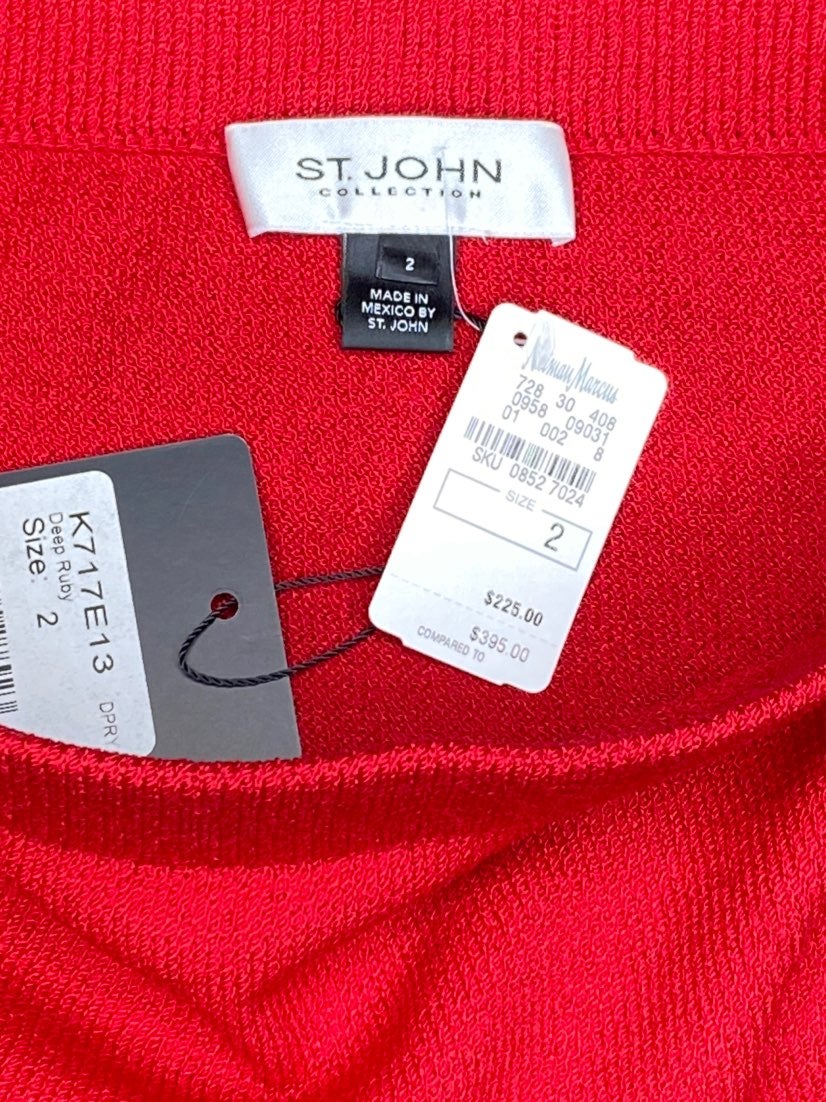 ST. JOHN
COLLECTION
2
MADE IN
MEXICO BY
ST. JOHN
Neiman Marcus
728 30 408
0958 09031
01 002 8
SKU 0852 7024
SIZE
2
$225.00
$395.00
COMPARED TO
K717E13
DPRY
Deep Ruby
Size: 2